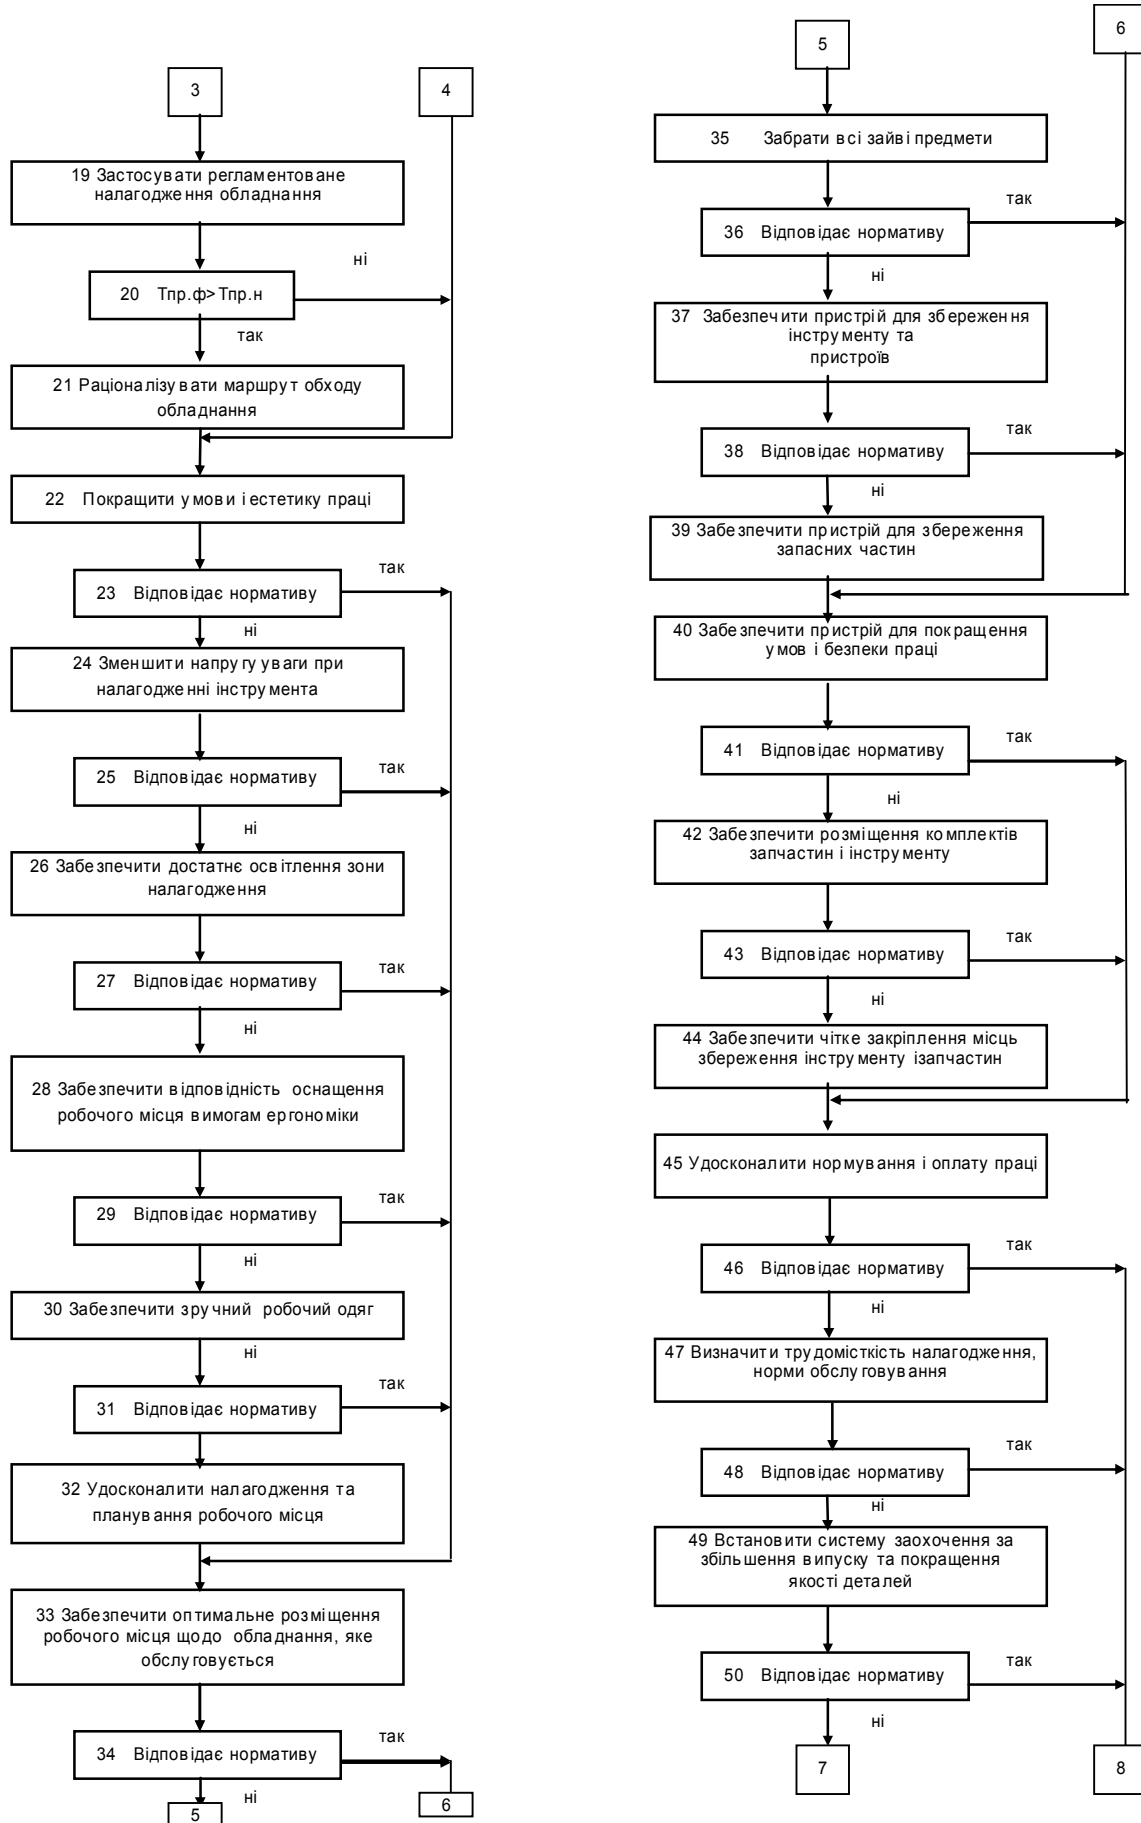 3
4
19 Застосувати регламентоване
налагодження обладнання
ні
20 Тпр.ф>Тпр.н
так
21 Раціоналізувати маршрут обходу
обладнання
22 Покращити умови і естетику праці
так
23 Відповідає нормативу
ні
24 Зменшити напругу уваги при
налагодженні інструмента
так
25 Відповідає нормативу
ні
26 Забезпечити достатнє освітлення зони
налагодження
так
27 Відповідає нормативу
ні
28 Забезпечити відповідність оснащення
робочого місця вимогам ергономіки
так
29 Відповідає нормативу
ні
30 Забезпечити зручний робочий одяг
ні
так
31 Відповідає нормативу
32 Удосконалити налагодження та
планування робочого місця
33 Забезпечити оптимальне розміщення
робочого місця щодо обладнання, яке
обслуговується
так
34 Відповідає нормативу
ні
5
6
5
6
35 Забрати всі зайві предмети
так
36 Відповідає нормативу
ні
37 Забезпечити пристрій для збереження
інструменту та
пристроїв
так
38 Відповідає нормативу
ні
39 Забезпечити пристрій для збереження
запасних частин
40 Забезпечити пристрій для покращення
умов і безпеки праці
так
41 Відповідає нормативу
ні
42 Забезпечити розміщення комплектів
запчастин і інструменту
так
43 Відповідає нормативу
ні
44 Забезпечити чітке закріплення місць
збереження інструменту ізапчастин
45 Удосконалити нормування і оплату праці
так
46 Відповідає нормативу
ні
47 Визначити трудомісткість налагодження,
норми обслуговування
так
48 Відповідає нормативу
ні
49 Встановити систему заохочення за
збільшення випуску та покращення
якості деталей
так
50 Відповідає нормативу
ні
7
8